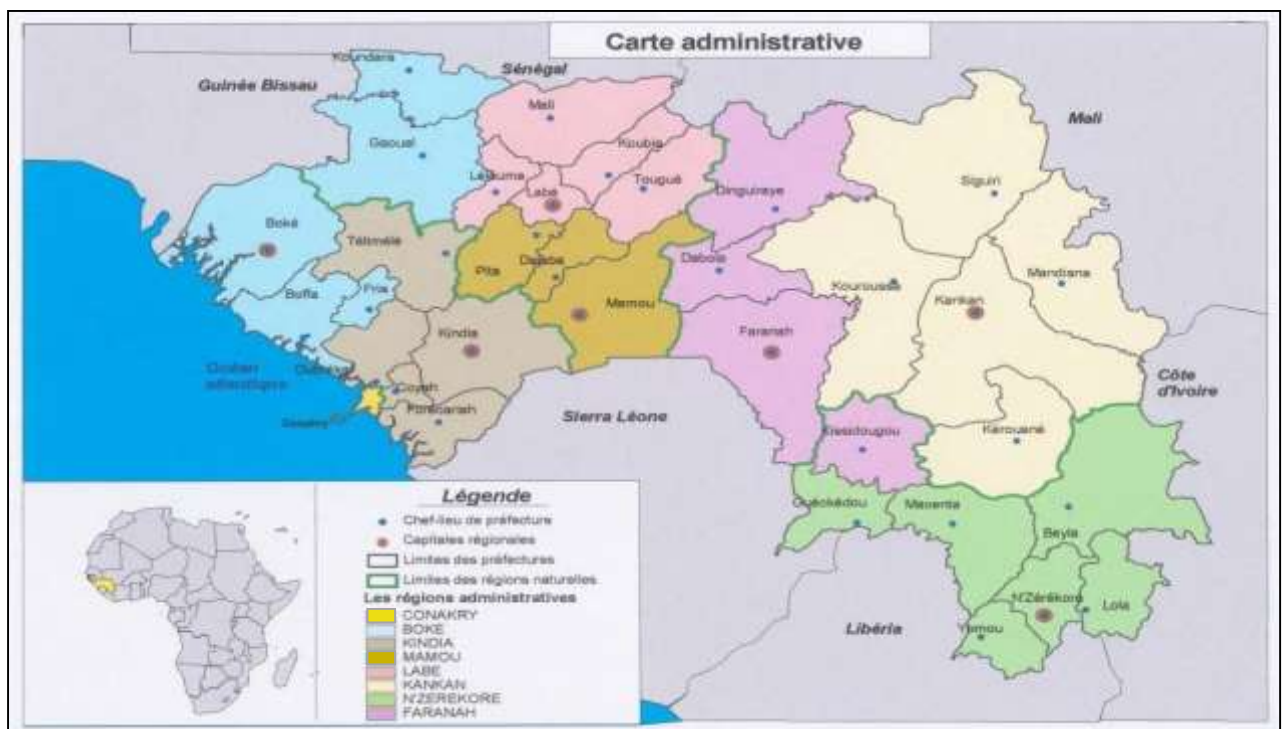 Carte administrative
Koundara
Guinée Bissau
Sénégal
Mali
Mali
Gaoual
Koubia
Lélouma
Labé
Tougué
Dinguiraye
Siguiri
Boké
Télimélé
Pita
Dalaba
Dabola
Mandiana
Boffa
Fria
Mamou
Kouroussa
Kankan
Kindia
Faranah
Océan
atlantique
Coyah
Forécariah
Côte
d'Ivoire
Sierra Léone
Kissidougou
Kérouané
Guéckédou
Macenta
Beyla
N'Zérékoré
Lola
Yomou
Libéria
Légende
Chef-lieu de préfecture
Capitales régionales
Limites des préfectures
Limites des régions naturelles
Les régions administratives
CONAKRY
BOKE
KINDIA
MAMOU
LABE
KANKAN
N'ZEREKORE
FARANAH